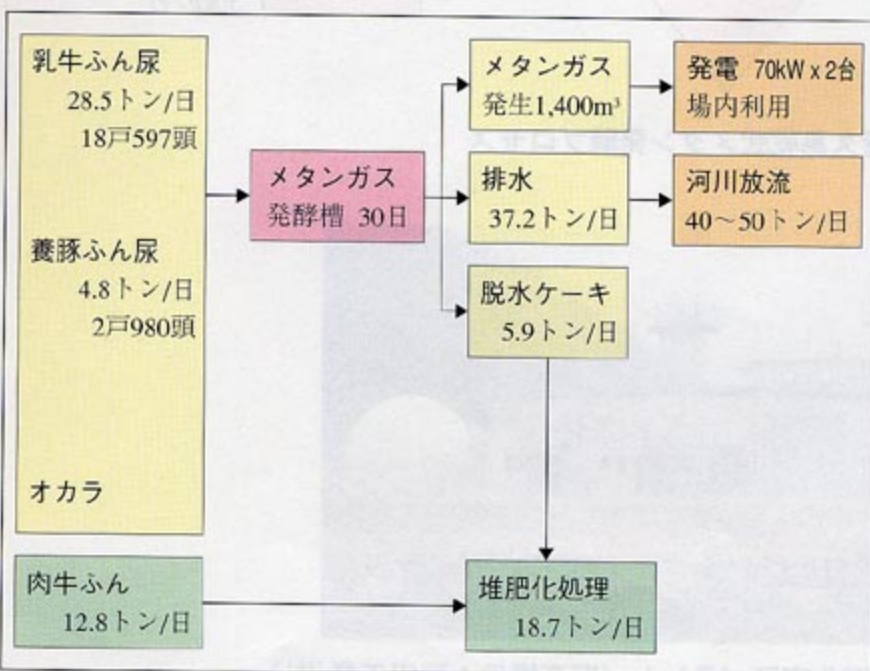 乳牛ふん尿
28.5トン/日
18戸597頭
養豚ふん尿
4.8トン/日
2戸980頭
オカラ
肉牛ふん
12.8トン/日
メタンガス
発酵槽 30日
メタンガス
発生1,400m³
排水
37.2トン/日
脱水ケーキ
5.9トン/日
堆肥化処理
18.7トン/日
発電 70kW x 2台
場内利用
河川放流
40～50トン/日